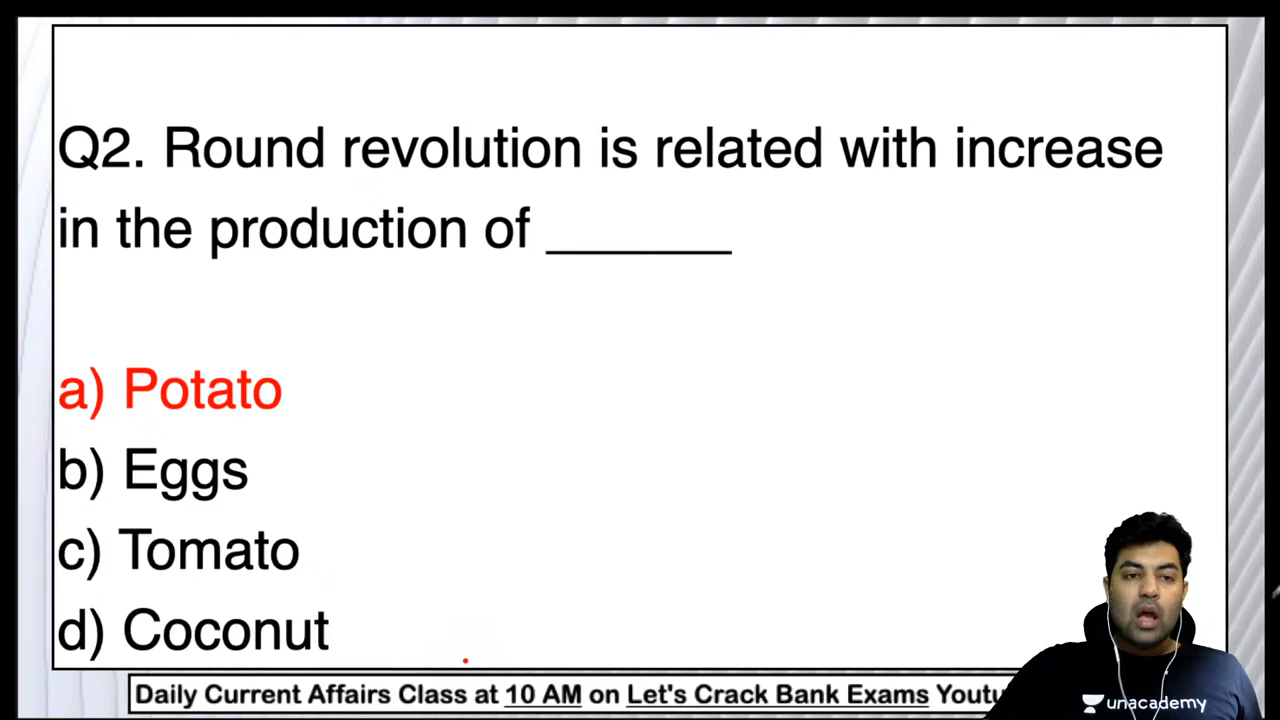 Q2. Round revolution is related with increase
in the production of _______
a) Potato
b) Eggs
c) Tomato
d) Coconut
Daily Current Affairs Class at 10 AM on Let's Crack Bank Exams
unacademy